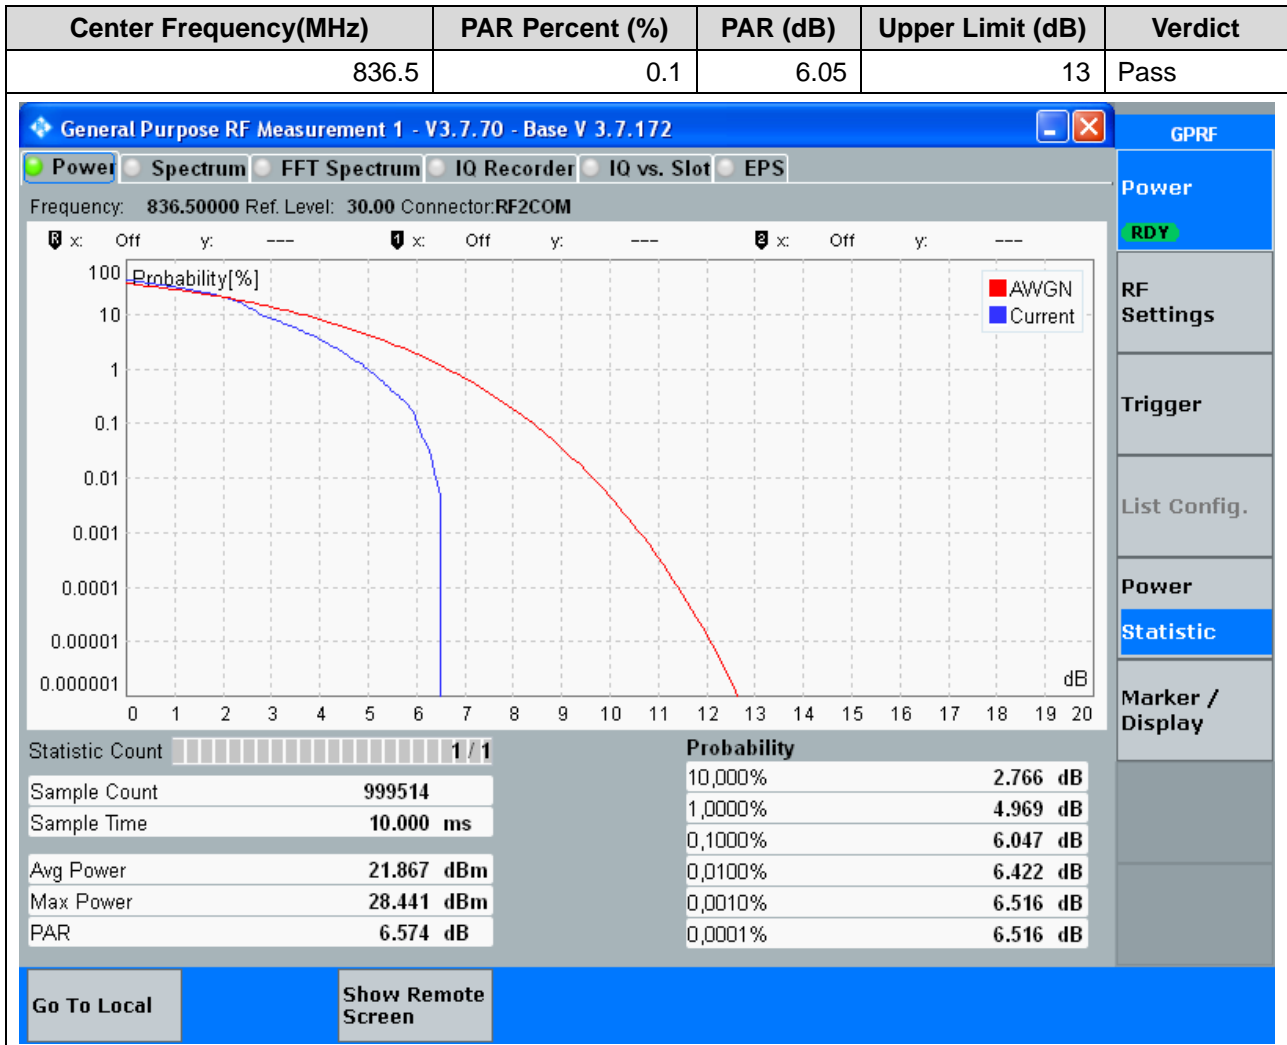 Center Frequency(MHz) PAR Percent (%) PAR (dB) Upper Limit (dB) Verdict
836.5 0.1 6.05 13 Pass
General Purpose RF Measurement 1 - V3.7.70 - Base V 3.7.172
GPRF
Power Spectrum FFT Spectrum IQ Recorder IQ vs. Slot EPS
Frequency: 836.50000 Ref. Level: 30.00 Connector:RF2COM
R x: Off y: --- 1 x: Off y: --- 2 x: Off y: ---
Probability[%]
100
10
1
0.1
0.01
0.001
0.0001
0.00001
0.000001
AWGN
Current
dB
0 1 2 3 4 5 6 7 8 9 10 11 12 13 14 15 16 17 18 19 20
Statistic Count 1 / 1
Sample Count 999514
Sample Time 10.000 ms
Avg Power 21.867 dBm
Max Power 28.441 dBm
PAR 6.574 dB
Probability
10,000% 2.766 dB
1,0000% 4.969 dB
0,1000% 6.047 dB
0,0100% 6.422 dB
0,0010% 6.516 dB
0,0001% 6.516 dB
Power
RDY
RF
Settings
Trigger
List Config.
Power
Statistic
Marker /
Display
Go To Local
Show Remote
Screen